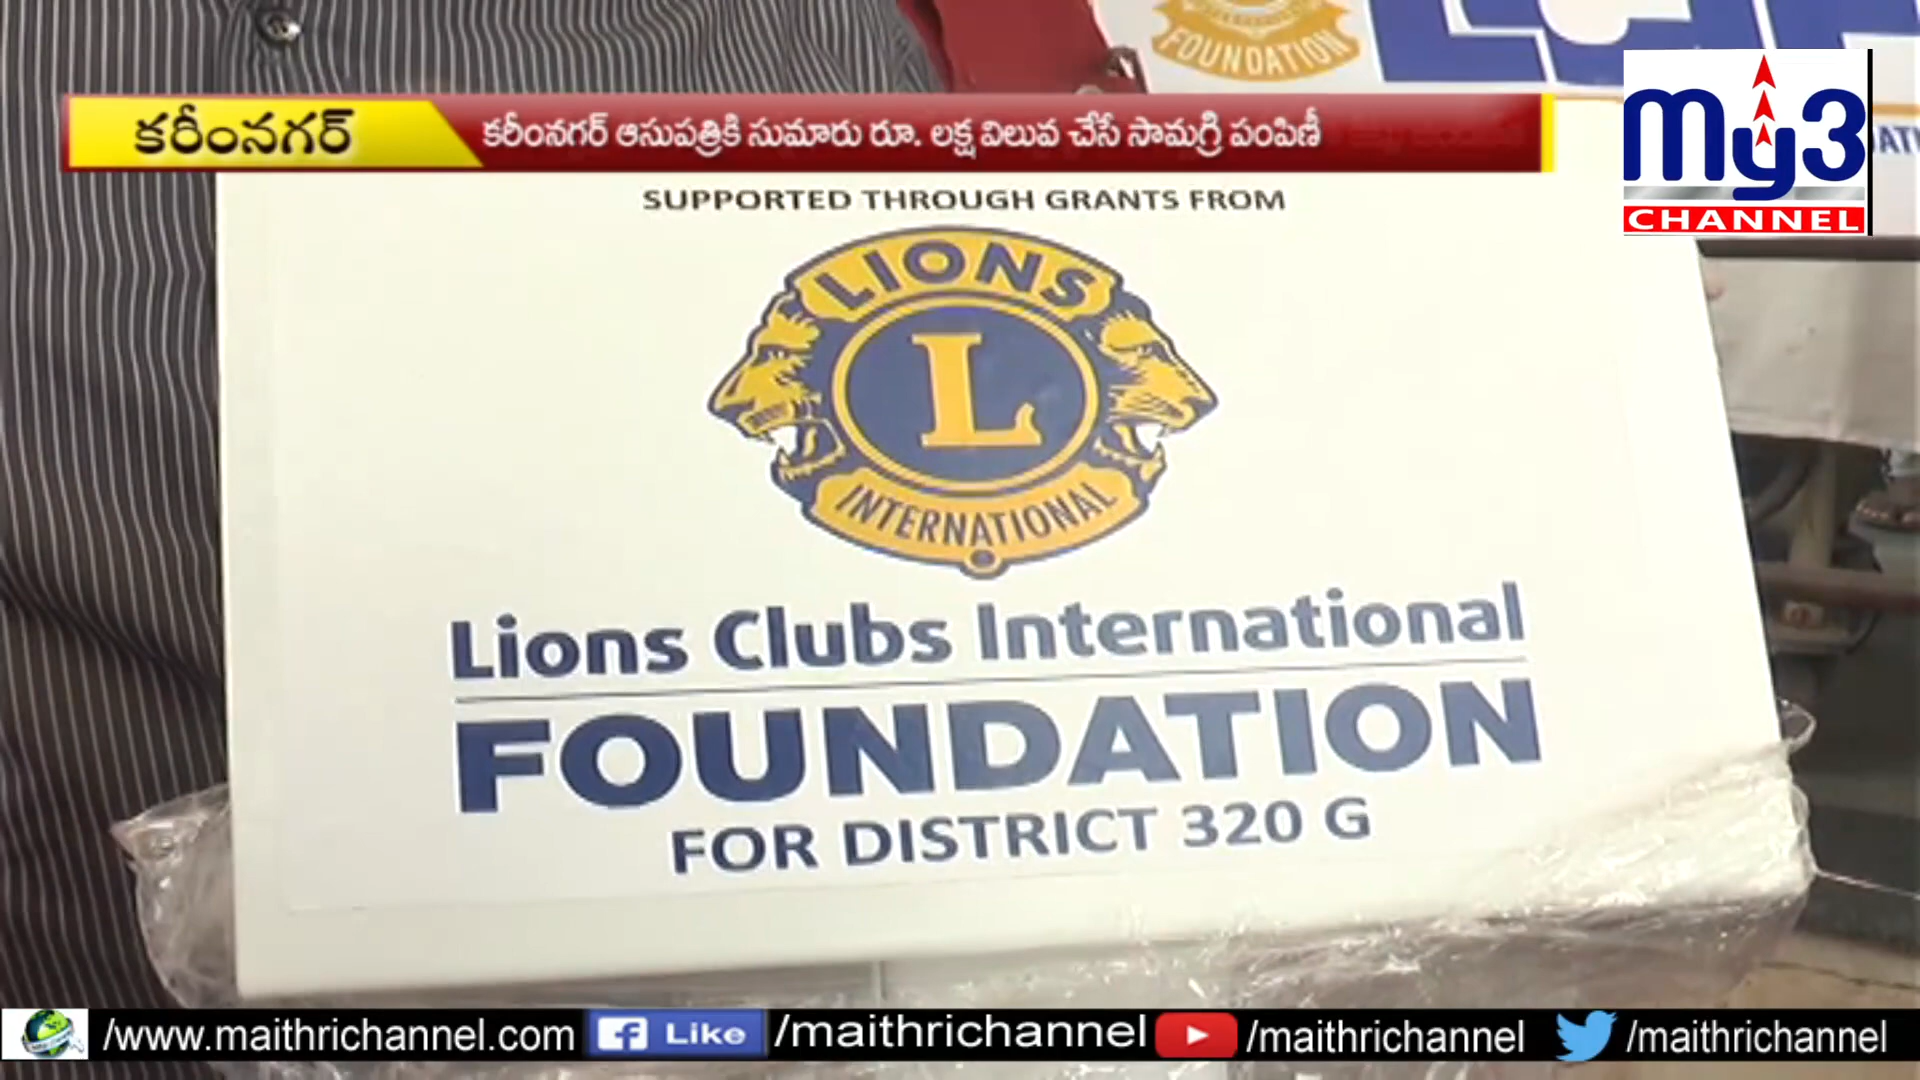 FOUNDATION
My3
CHANNEL
కరీంనగర్
కరీంనగర్ ఆసుపత్రికి సుమారు రూ. లక్ష విలువ చేసే సామగ్రి పంపిణీ
SUPPORTED THROUGH GRANTS FROM
LIONS
L
INTERNATIONAL
Lions Clubs International
FOUNDATION
FOR DISTRICT 320 G
/www.maithrichannel.com Like /maithrichannel /maithrichannel /maithrichannel